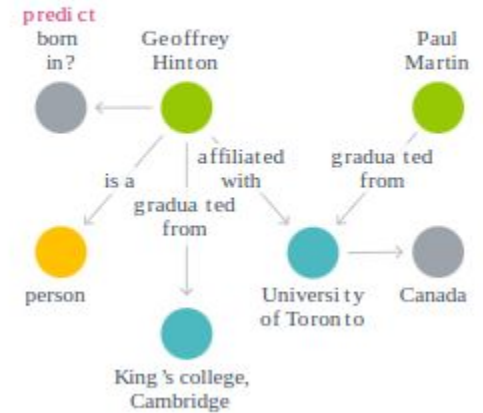 predict
born
in?
Geoffrey
Hinton
Paul
Martin
is a
affiliated
with
graduated
from
graduated
from
person
University
of Toronto
Canada
King's college,
Cambridge